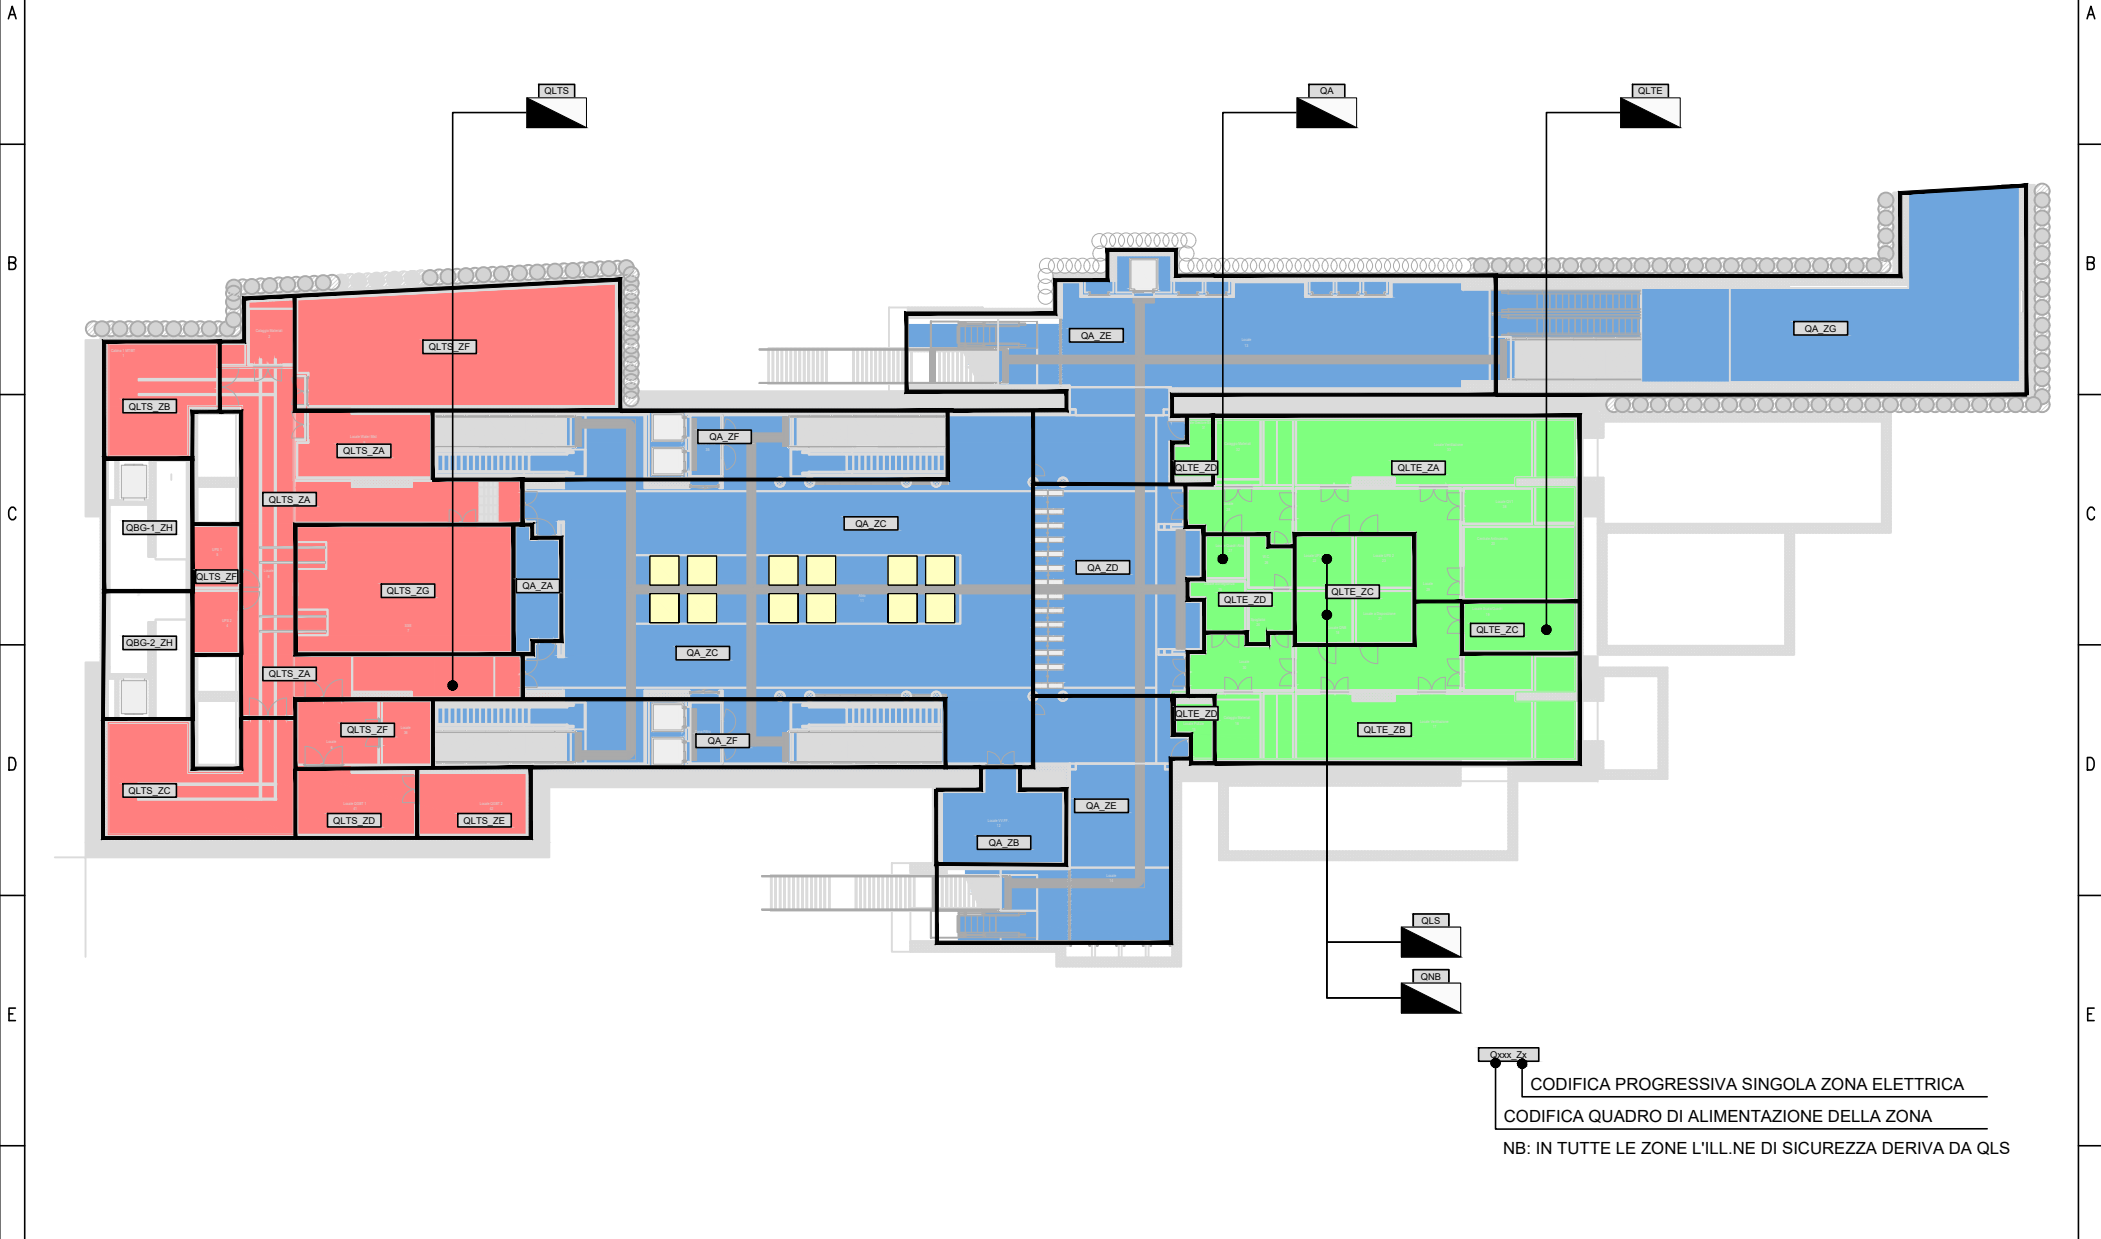 A
A
QLTS
QA
QLTE
B
B
QA_ZG
QA_ZE
QLTS_ZF
QLTS_ZB
QA_ZF
QLTS_ZA
QLTE_ZD
QLTE_ZA
QLTS_ZA
C
C
QA_ZC
QBG-1_ZH
QA_ZD
QLTS_ZF
QA_ZA
QLTS_ZG
QLTE_ZC
QLTE_ZD
QLTE_ZC
QBG-2_ZH
QA_ZC
QLTS_ZA
QLTE_ZD
QLTS_ZF
QLTE_ZB
QA_ZF
D
D
QLTS_ZC
QA_ZE
QLTS_ZD
QLTS_ZE
QA_ZB
QLS
QNB
E
E
Qxxx_Zx
CODIFICA PROGRESSIVA SINGOLA ZONA ELETTRICA
CODIFICA QUADRO DI ALIMENTAZIONE DELLA ZONA
NB: IN TUTTE LE ZONE L'ILL.NE DI SICUREZZA DERIVA DA QLS